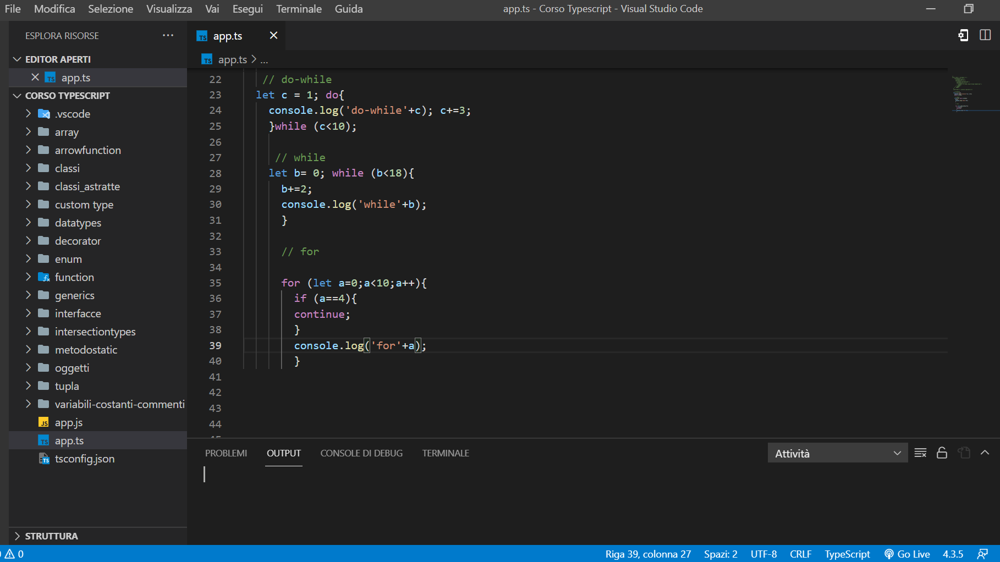 File Modifica Selezione Visualizza Vai Esegui Terminale Guida
app.ts - Corso Typescript - Visual Studio Code
ESPLORA RISORSE ...
EDITOR APERTI
TS app.ts
CORSO TYPESCRIPT
.vscode
array
arrowfunction
classi
classi_astratte
custom type
datatypes
decorator
enum
function
generics
interfacce
intersectiontypes
metodostatic
oggetti
tupla
variabili-costanti-commenti
JS app.js
TS app.ts
TS tsconfig.json
STRUTTURA
TS app.ts
TS app.ts > ...
22 // do-while
23 let c = 1; do{
24 console.log('do-while'+c); c+=3;
25 }while (c<10);
26
27 // while
28 let b= 0; while (b<18){
29 b+=2;
30 console.log('while'+b);
31 }
32
33 // for
34
35 for (let a=0;a<10;a++){
36 if (a==4){
37 continue;
38 }
39 console.log('for'+a);
40 }
41
42
43
44
PROBLEMI OUTPUT CONSOLE DI DEBUG TERMINALE
Attività
0 Riga 39, colonna 27 Spazi: 2 UTF-8 CRLF TypeScript Go Live 4.3.5